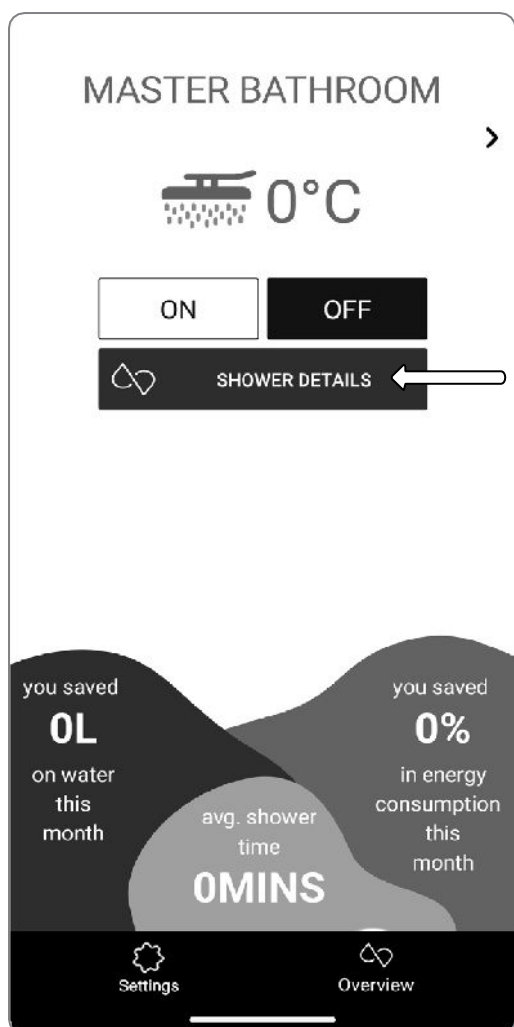 MASTER BATHROOM
0°C
ON
OFF
SHOWER DETAILS
you saved
0L
on water
this
month
you saved
0%
in energy
consumption
this
month
avg. shower
time
0MINS
Settings
Overview